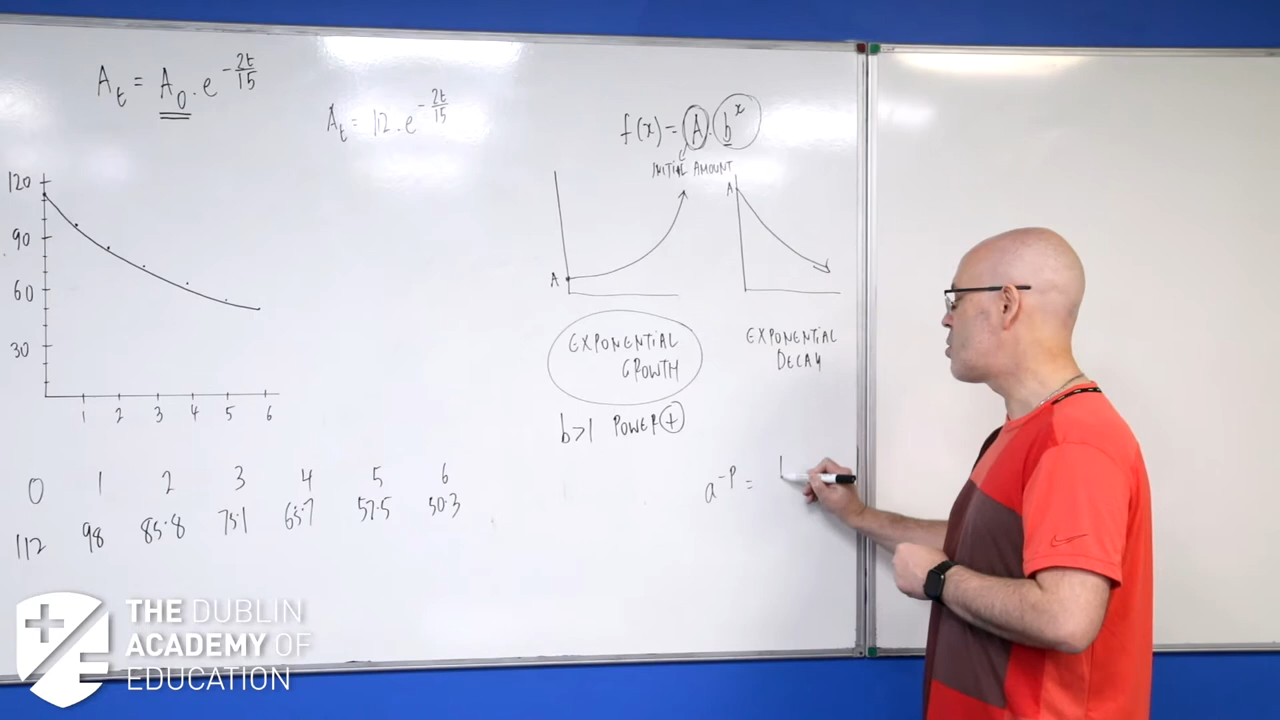 A_t = A_0 . e^{-2t/15}
A_t = 112 . e^{-2t/15}
f(x) = A . b^x
INITIAL AMOUNT
120
90
60
30
1 2 3 4 5 6
A
A
EXPONENTIAL
GROWTH
b>1 POWER +
EXPONENTIAL
DECAY
a^{-P} = 1
0 1 2 3 4 5 6
112 98 85.8 75.1 65.7 57.5 50.3
THE DUBLIN
ACADEMY OF
EDUCATION